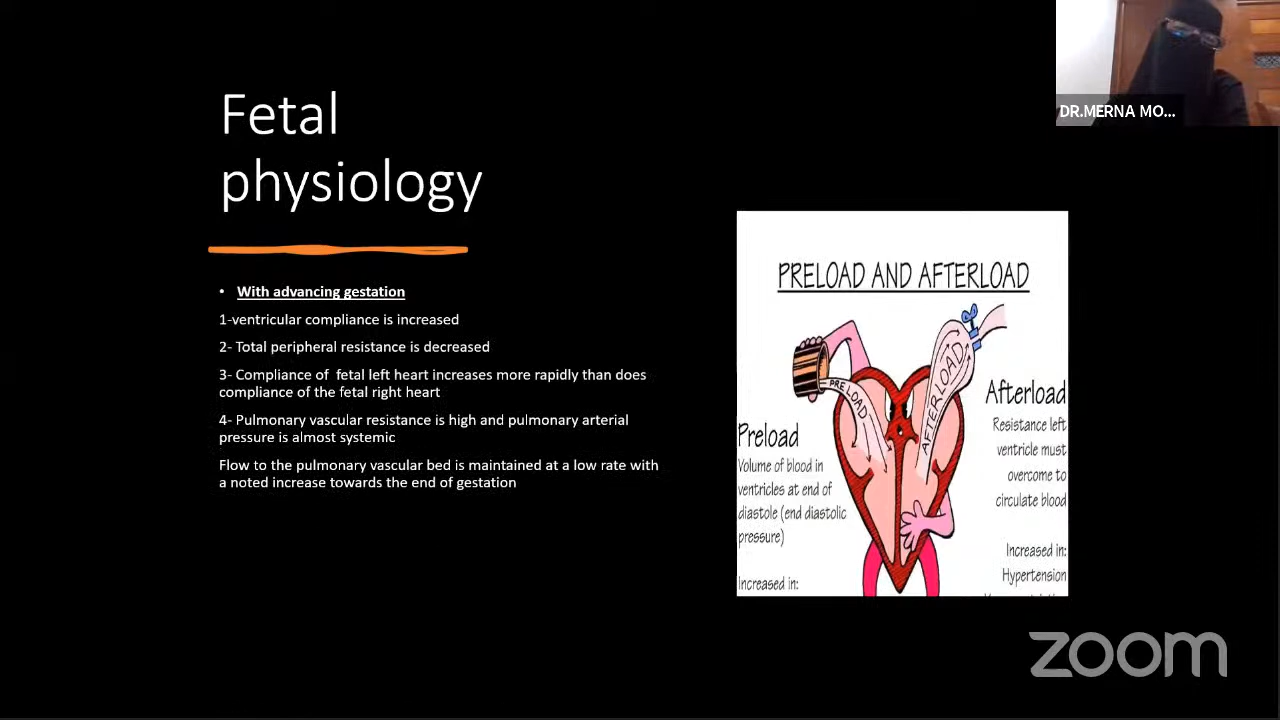 Fetal
physiology
• With advancing gestation
1-ventricular compliance is increased
2- Total peripheral resistance is decreased
3- Compliance of fetal left heart increases more rapidly than does
compliance of the fetal right heart
4- Pulmonary vascular resistance is high and pulmonary arterial
pressure is almost systemic
Flow to the pulmonary vascular bed is maintained at a low rate with
a noted increase towards the end of gestation
PRELOAD AND AFTERLOAD
PRELOAD
AFTERLOAD
Preload
Volume of blood in
ventricles at end of
diastole (end diastolic
pressure)
Increased in:
Afterload
Resistance left
ventricle must
overcome to
circulate blood
Increased in:
Hypertension
DR.MERNA MO...
zoom